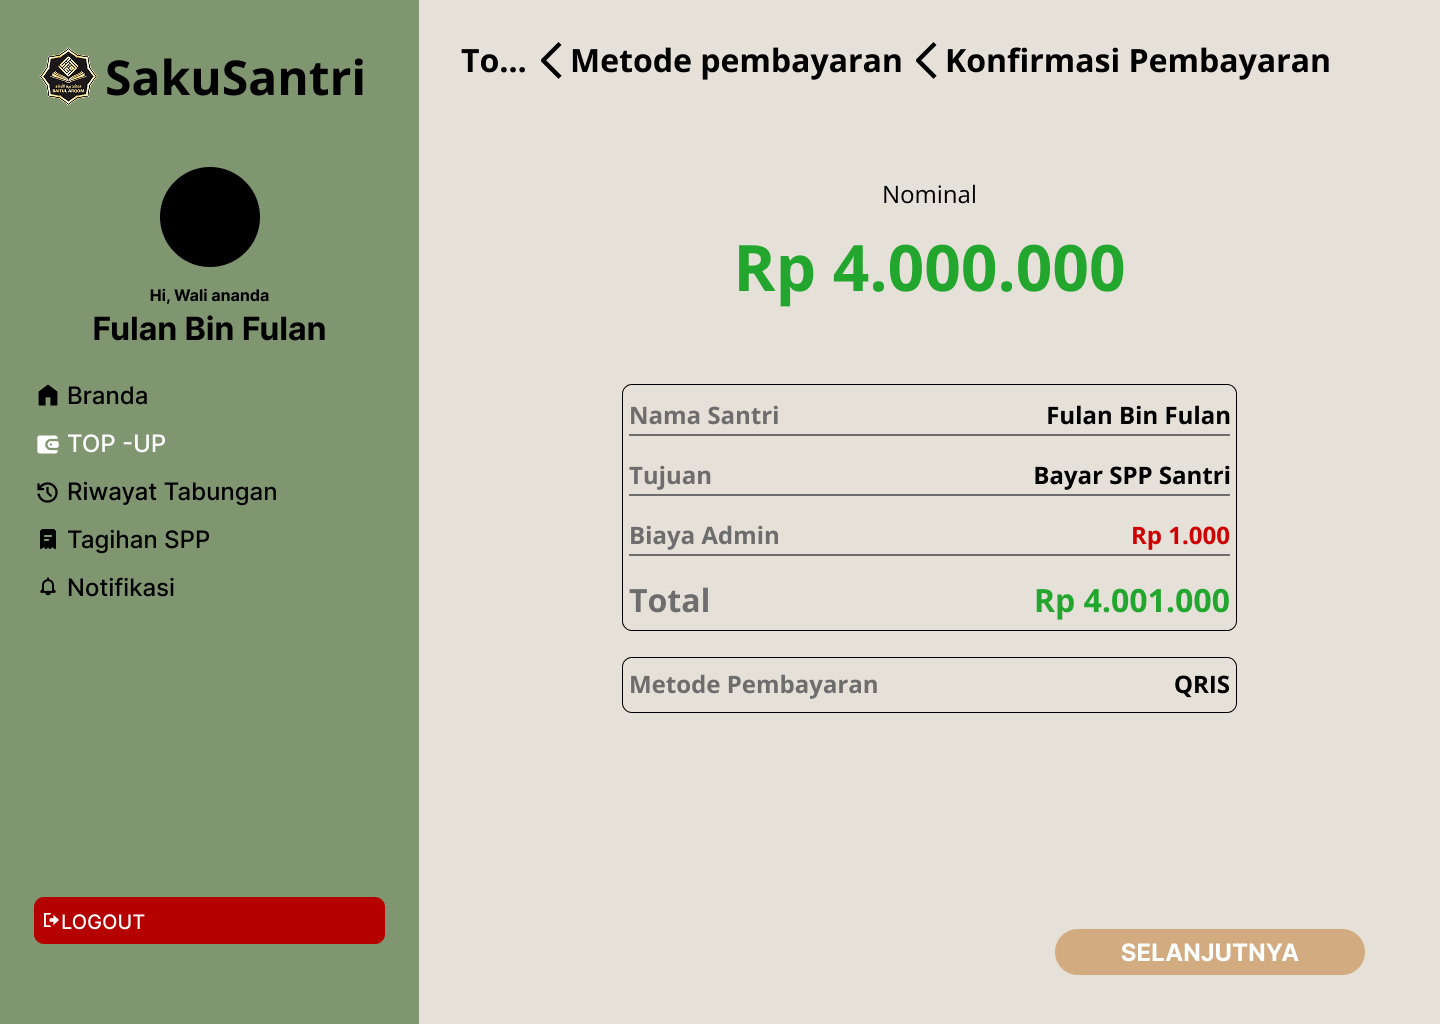 SakuSantri
BAITUL ARQOM
Hi, Wali ananda
Fulan Bin Fulan
Branda
TOP -UP
Riwayat Tabungan
Tagihan SPP
Notifikasi
LOGOUT
To... Metode pembayaran Konfirmasi Pembayaran
Nominal
Rp 4.000.000
Nama Santri Fulan Bin Fulan
Tujuan Bayar SPP Santri
Biaya Admin Rp 1.000
Total Rp 4.001.000
Metode Pembayaran QRIS
SELANJUTNYA